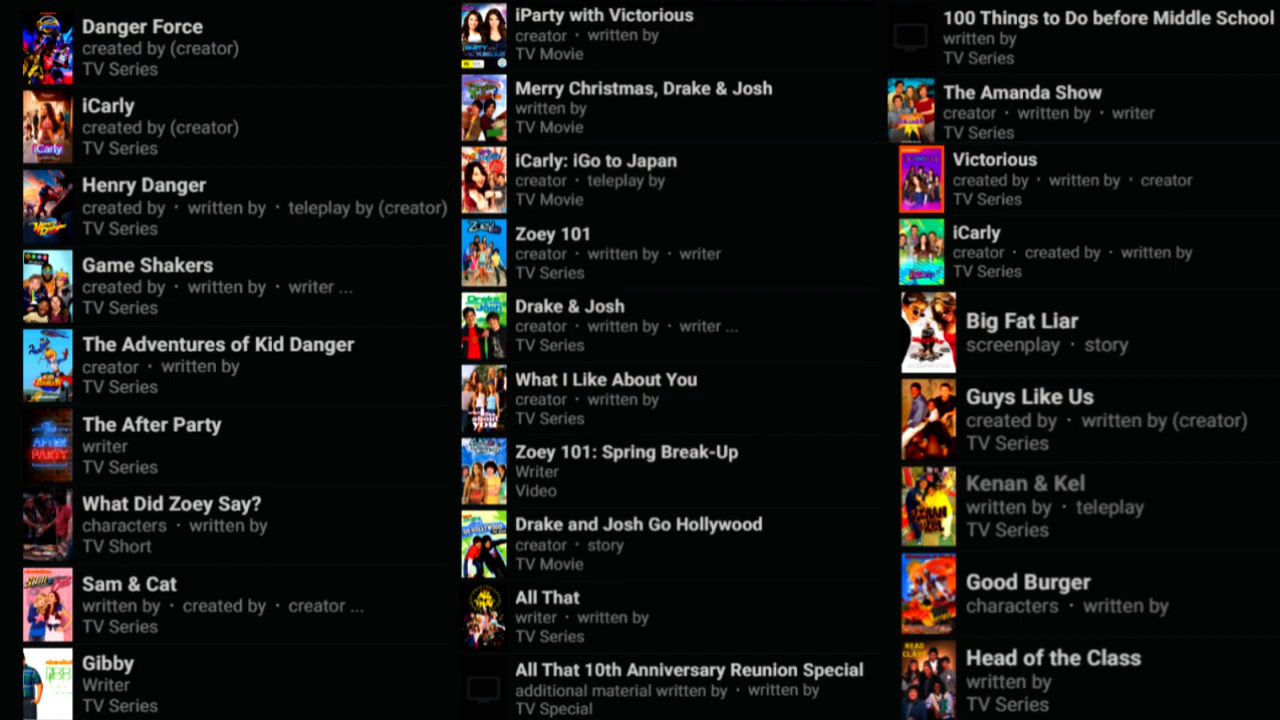 Danger Force
created by (creator)
TV Series
iCarly
created by (creator)
TV Series
Henry Danger
created by · written by · teleplay by (creator)
TV Series
Game Shakers
created by · written by · writer ...
TV Series
The Adventures of Kid Danger
creator · written by
TV Series
The After Party
writer
TV Series
What Did Zoey Say?
characters · written by
TV Short
Sam & Cat
written by · created by · creator ...
TV Series
Gibby
Writer
TV Series
iParty with Victorious
creator · written by
TV Movie
Merry Christmas, Drake & Josh
written by
TV Movie
iCarly: iGo to Japan
creator · teleplay by
TV Movie
Zoey 101
creator · written by · writer
TV Series
Drake & Josh
creator · written by · writer ...
TV Series
What I Like About You
creator · written by
TV Series
Zoey 101: Spring Break-Up
Writer
Video
Drake and Josh Go Hollywood
creator · story
TV Movie
All That
writer · written by
TV Series
All That 10th Anniversary Reunion Special
additional material written by · written by
TV Special
100 Things to Do before Middle School
written by
TV Series
The Amanda Show
creator · written by · writer
TV Series
Victorious
created by · written by · creator
TV Series
iCarly
creator · created by · written by
TV Series
Big Fat Liar
screenplay · story
Guys Like Us
created by · written by (creator)
TV Series
Kenan & Kel
written by · teleplay
TV Series
Good Burger
characters · written by
Head of the Class
written by
TV Series